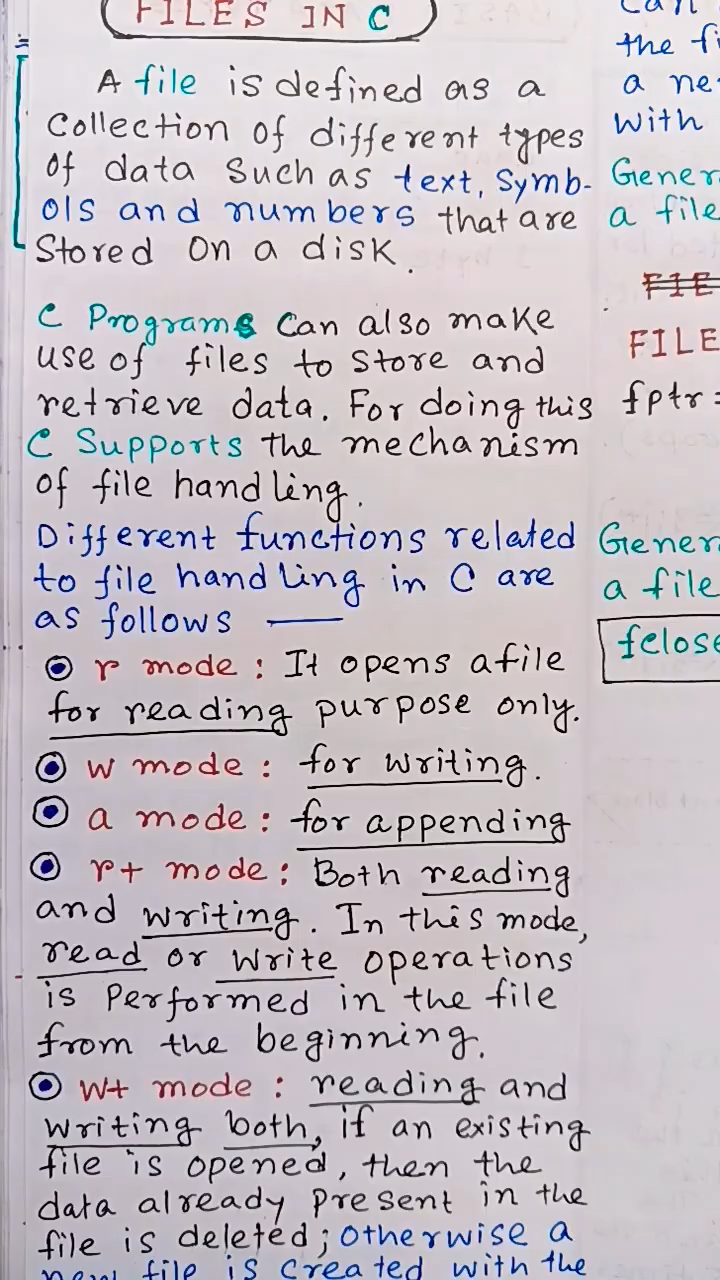 FILES IN C
A file is defined as a
Collection of different types
of data such as text, Symb-
ols and numbers that are
Stored on a disk.
C Programs Can also make
use of files to store and
retrieve data. For doing this
C Supports the mechanism
of file handling.
Different functions related
to file handling in C are
as follows —
r mode : It opens a file
for reading purpose only.
w mode : for writing.
a mode : for appending
r+ mode : Both reading
and writing. In this mode,
read or write operations
is Performed in the file
from the beginning.
w+ mode : reading and
writing both, if an existing
file is opened, then the
data already present in the
file is deleted; otherwise a
new file is created with the
the
a
with
Gener
a file
FILE
fptr =
Gener
a file
fclose